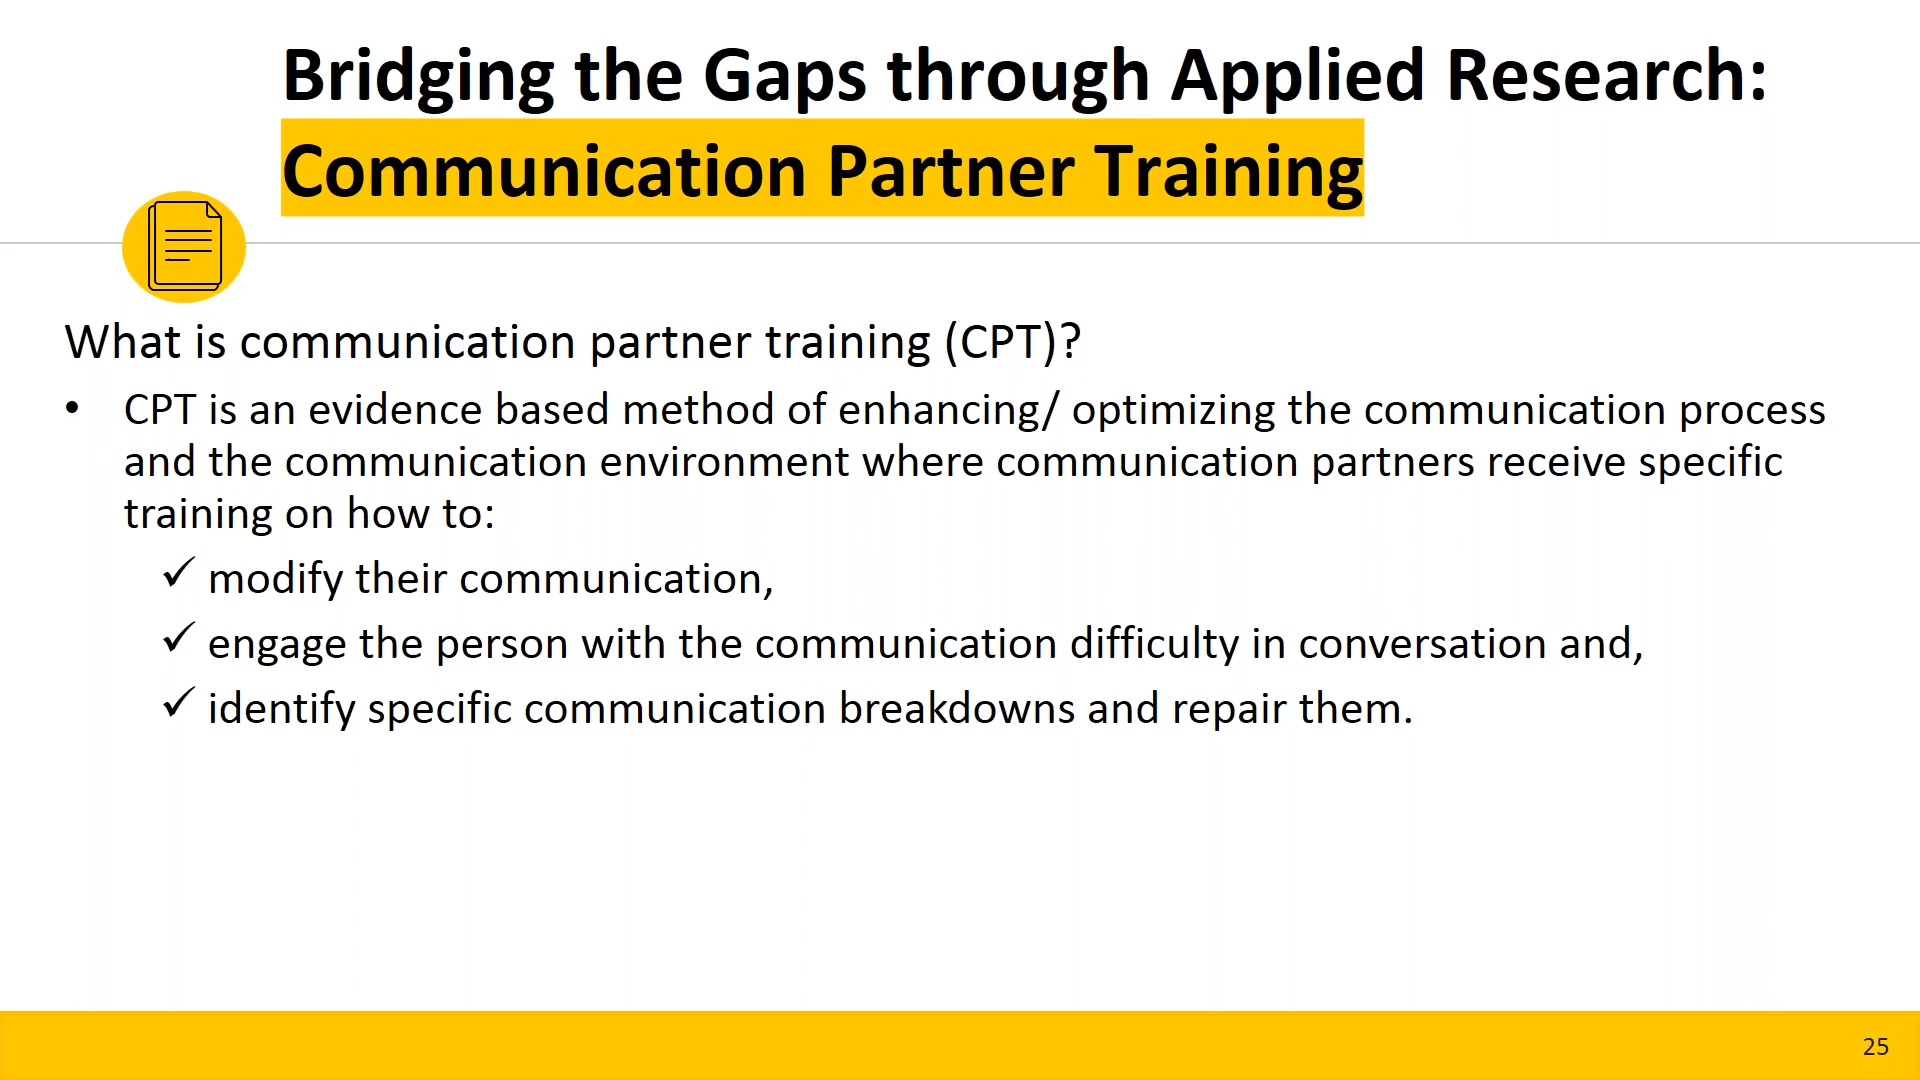 Bridging the Gaps through Applied Research:
Communication Partner Training
What is communication partner training (CPT)?
• CPT is an evidence based method of enhancing/ optimizing the communication process
and the communication environment where communication partners receive specific
training on how to:
✓ modify their communication,
✓ engage the person with the communication difficulty in conversation and,
✓ identify specific communication breakdowns and repair them.
25